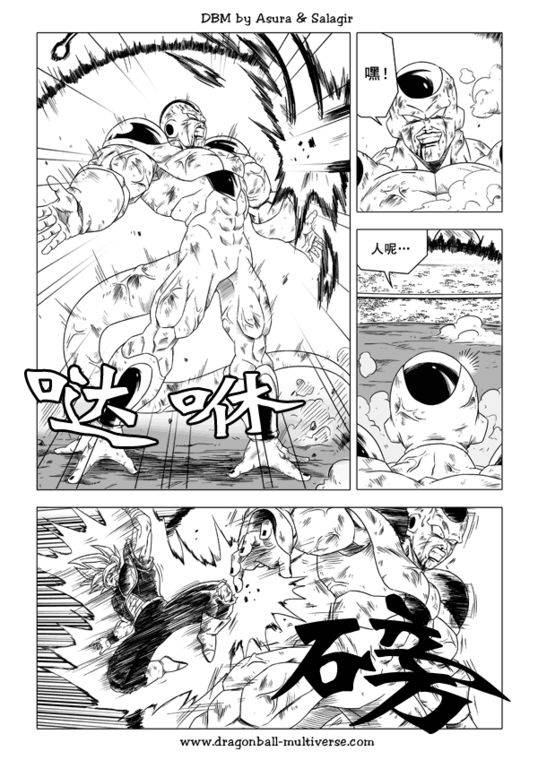 DBM by Asura & Salagir
哒 咻
嘿!
人呢…
磅
www.dragonball-multiverse.com